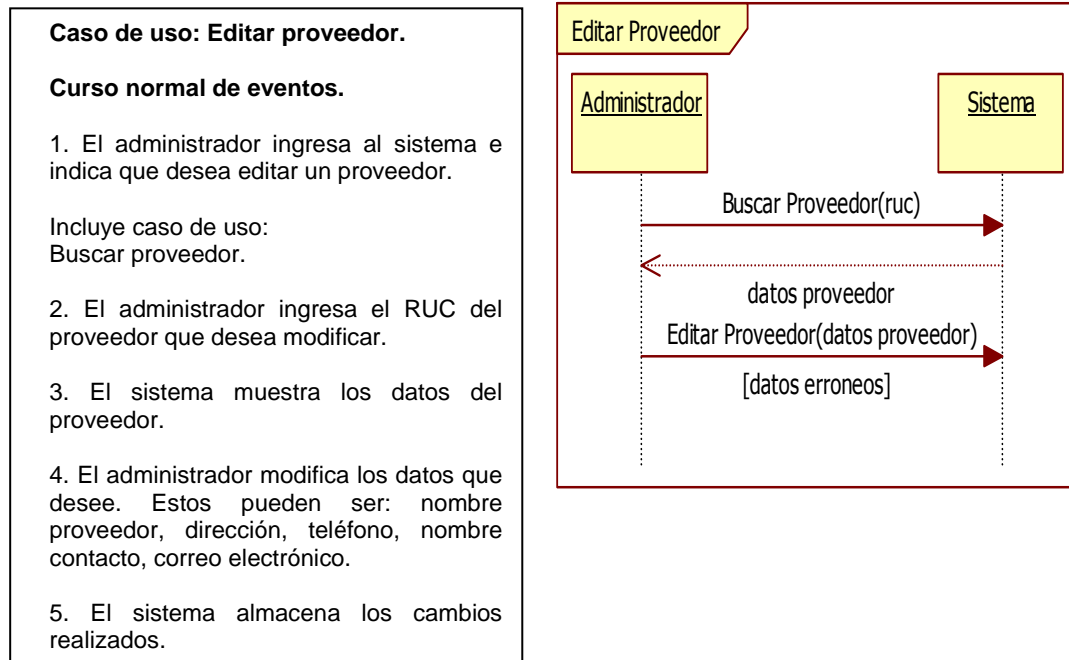 Caso de uso: Editar proveedor.
Curso normal de eventos.
1. El administrador ingresa al sistema e
indica que desea editar un proveedor.
Incluye caso de uso:
Buscar proveedor.
2. El administrador ingresa el RUC del
proveedor que desea modificar.
3. El sistema muestra los datos del
proveedor.
4. El administrador modifica los datos que
desee. Estos pueden ser: nombre
proveedor, dirección, teléfono, nombre
contacto, correo electrónico.
5. El sistema almacena los cambios
realizados.
Editar Proveedor
Administrador
Sistema
Buscar Proveedor(ruc)
datos proveedor
Editar Proveedor(datos proveedor)
[datos erroneos]